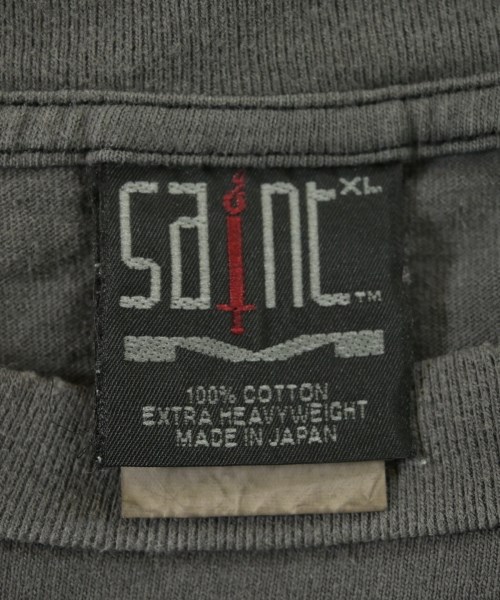 saint XL
TM
100% COTTON
EXTRA HEAVYWEIGHT
MADE IN JAPAN